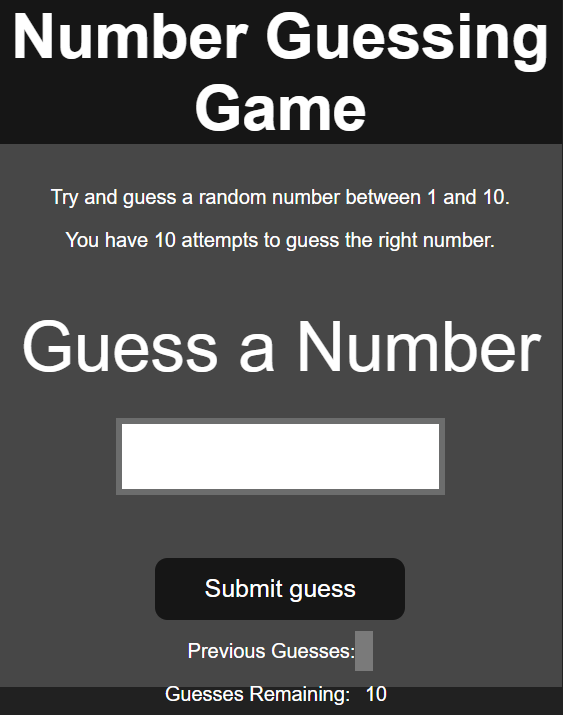 Number Guessing
Game
Try and guess a random number between 1 and 10.
You have 10 attempts to guess the right number.
Guess a Number
Submit guess
Previous Guesses:
Guesses Remaining: 10